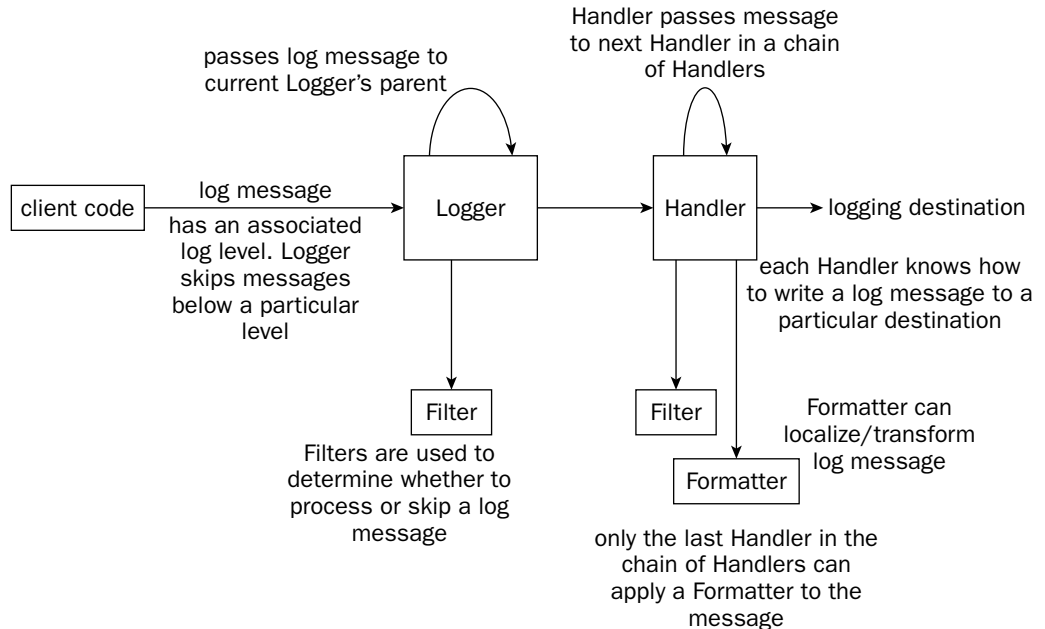 Handler passes message
to next Handler in a chain
of Handlers
passes log message to
current Logger's parent
client code
log message
has an associated
log level. Logger
skips messages
below a particular
level
Logger
Handler
logging destination
each Handler knows how
to write a log message to a
particular destination
Filter
Filters are used to
determine whether to
process or skip a log
message
Filter
Formatter can
localize/transform
log message
Formatter
only the last Handler in the
chain of Handlers can
apply a Formatter to the
message